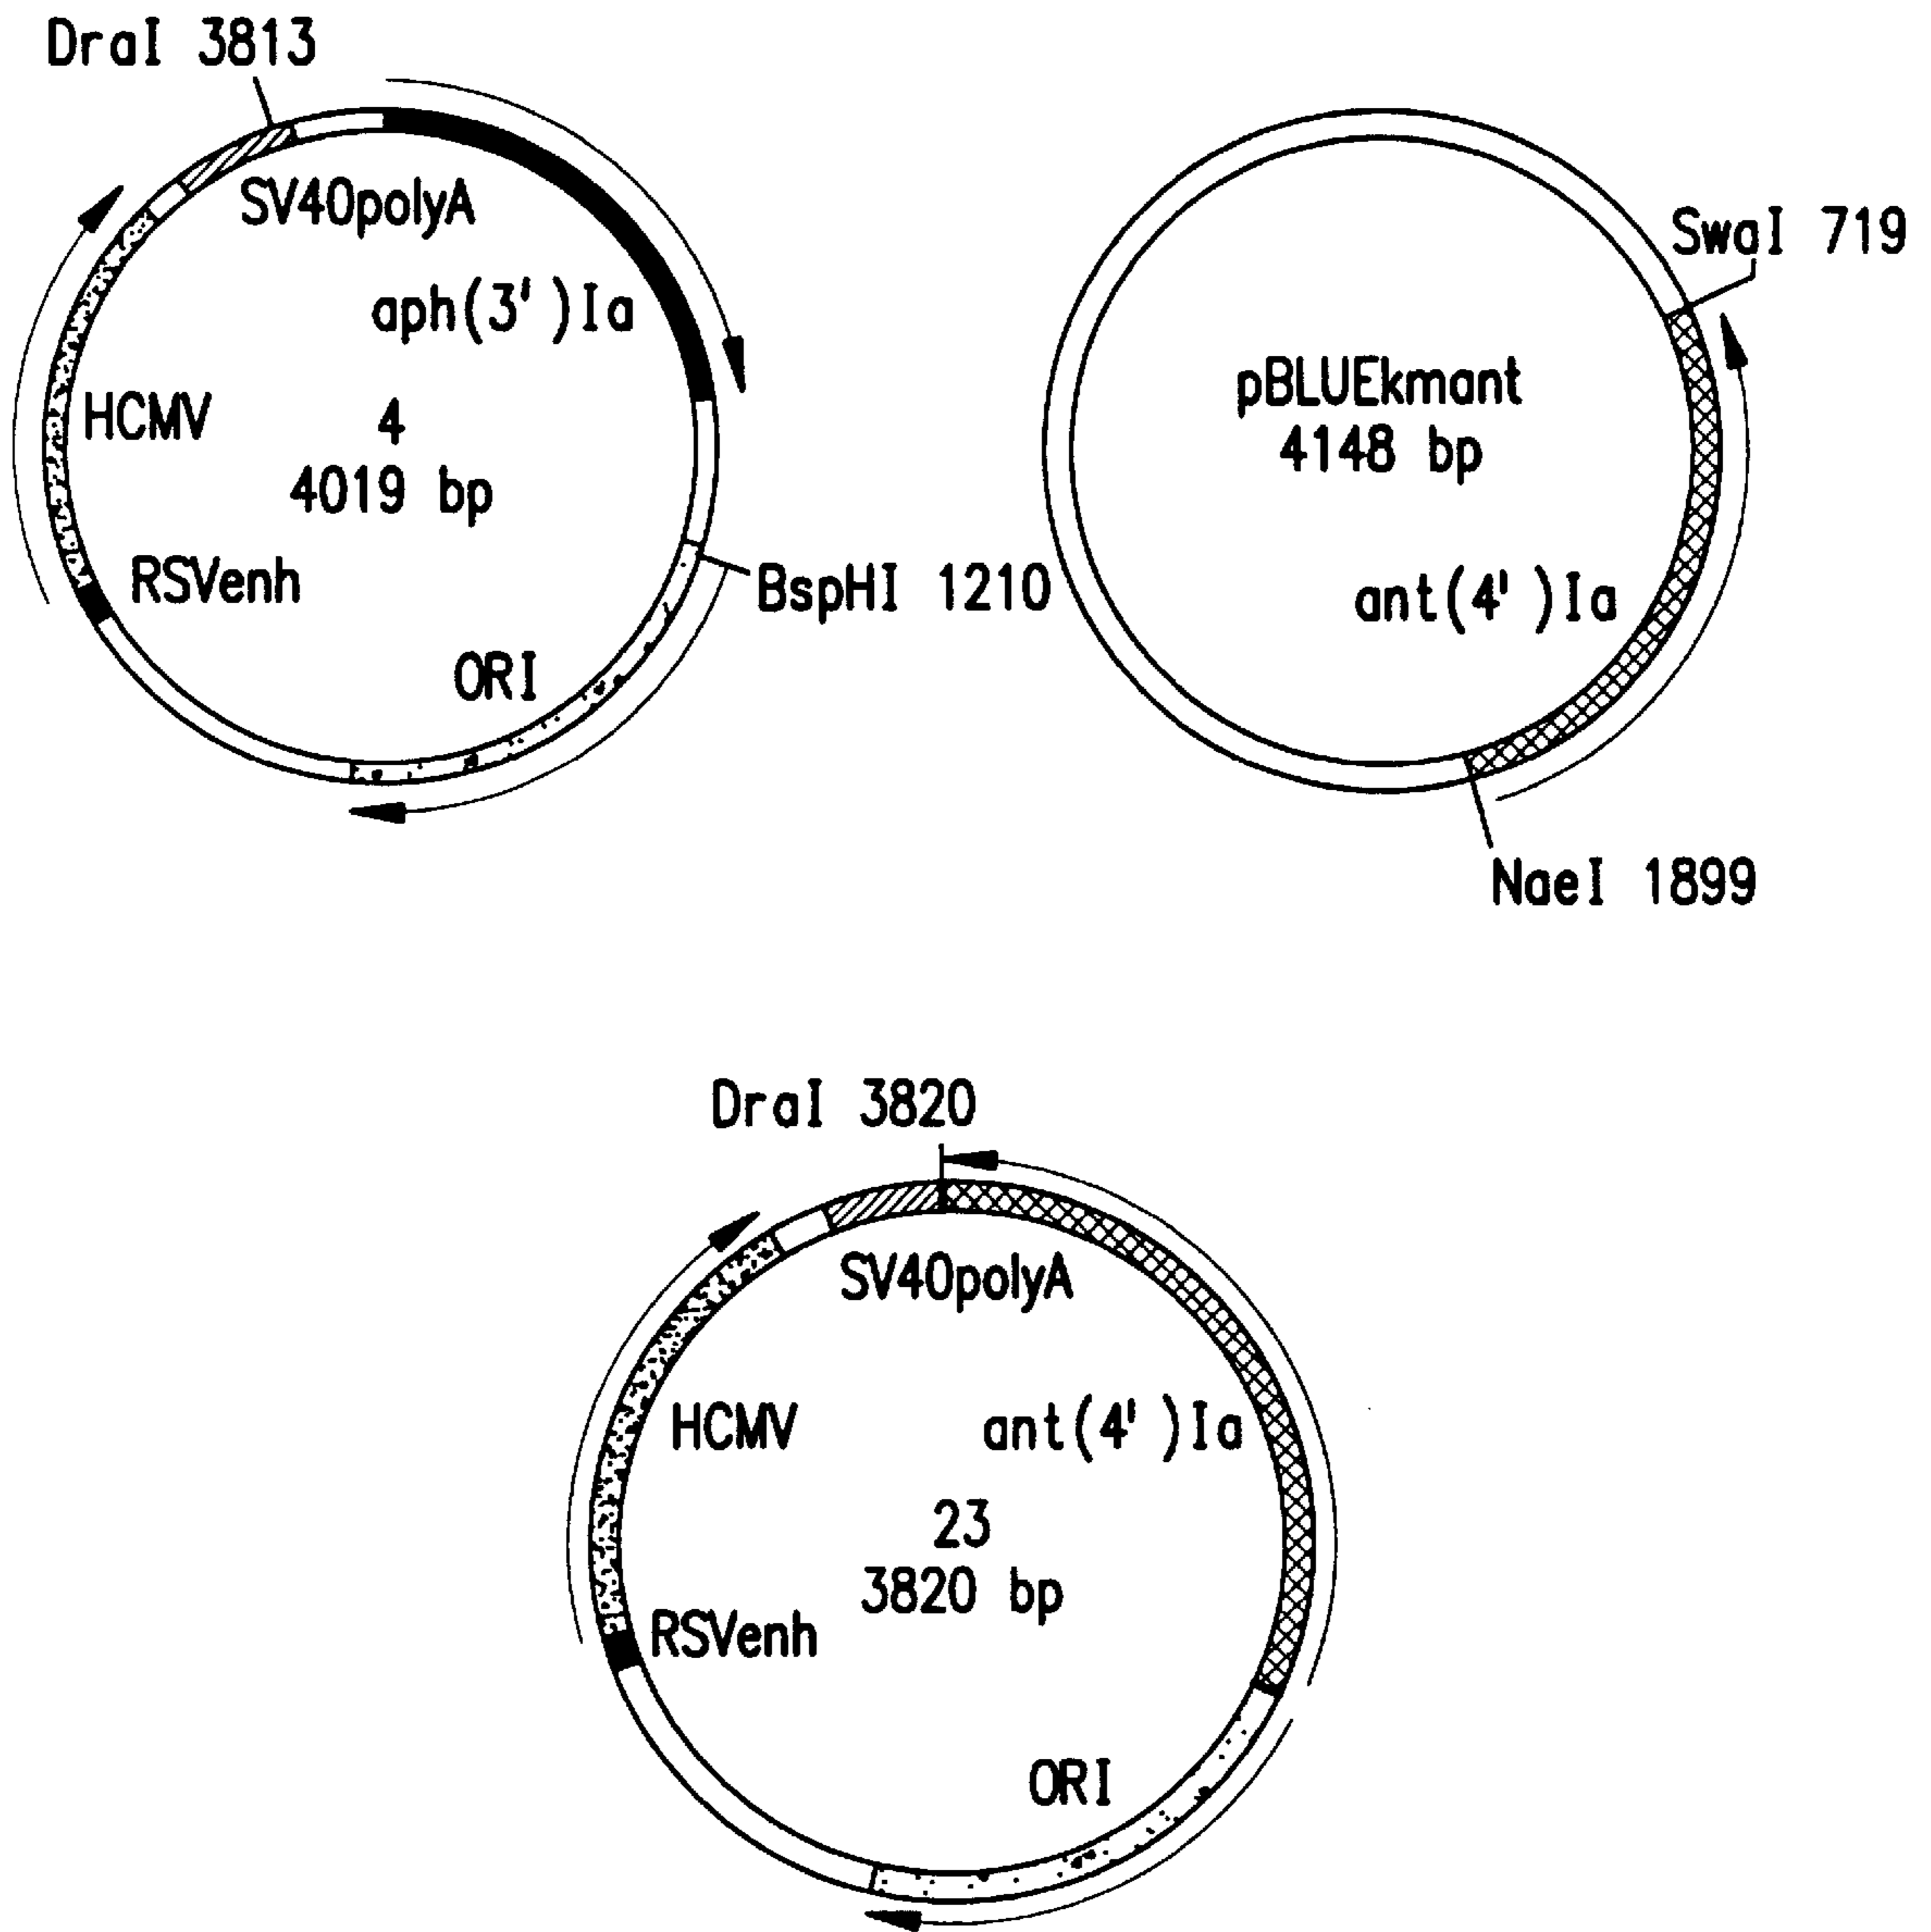 DraI 3813
SV40polyA
aph(3')Ia
HCMV
4
4019 bp
RSVenh
BspHI 1210
ORI
SwaI 719
pBLUEkmant
4148 bp
ant(4')Ia
NaeI 1899
DraI 3820
SV40polyA
HCMV
ant(4')Ia
23
3820 bp
RSVenh
ORI